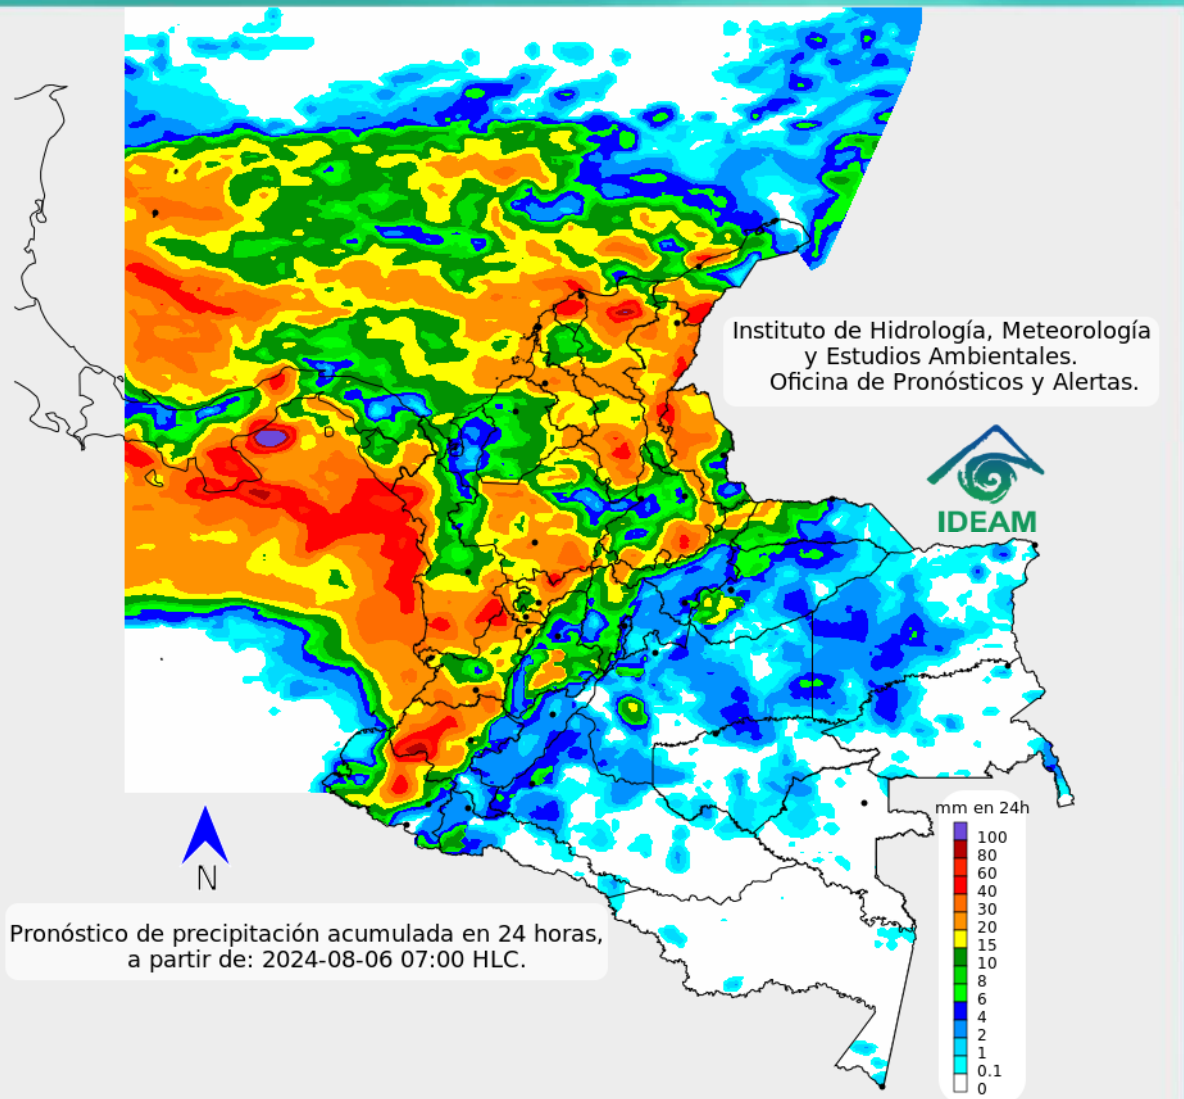 Instituto de Hidrología, Meteorología
y Estudios Ambientales.
Oficina de Pronósticos y Alertas.
IDEAM
mm en 24h
100
80
60
40
30
20
15
10
8
6
4
2
1
0.1
0
N
Pronóstico de precipitación acumulada en 24 horas,
a partir de: 2024-08-06 07:00 HLC.